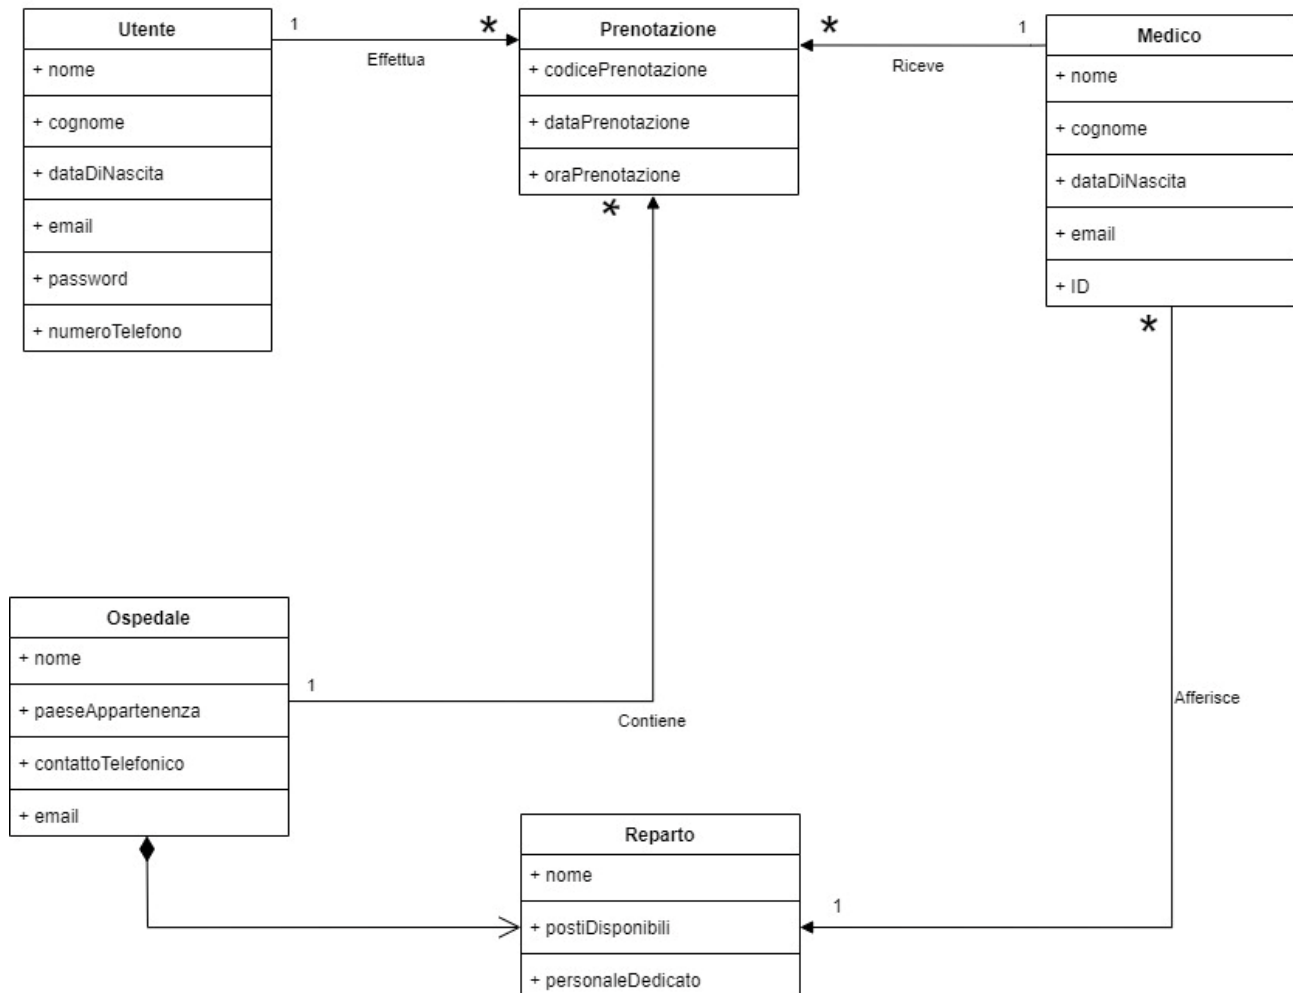 Utente
+ nome
+ cognome
+ dataDiNascita
+ email
+ password
+ numeroTelefono
1
*
Effettua
Prenotazione
+ codicePrenotazione
+ dataPrenotazione
+ oraPrenotazione
*
*
1
Riceve
Medico
+ nome
+ cognome
+ dataDiNascita
+ email
+ ID
*
Ospedale
+ nome
+ paeseAppartenenza
+ contattoTelefonico
+ email
1
Contiene
Afferisce
Reparto
+ nome
+ postiDisponibili
+ personaleDedicato
1